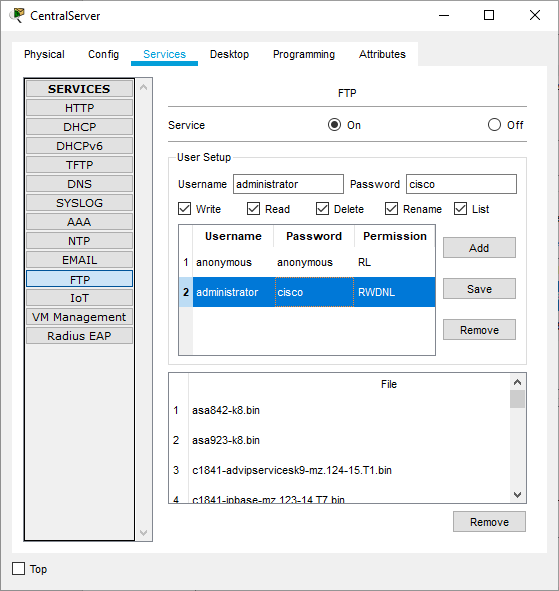 CentralServer
Physical Config Services Desktop Programming Attributes
SERVICES
HTTP
DHCP
DHCPv6
TFTP
DNS
SYSLOG
AAA
NTP
EMAIL
FTP
IoT
VM Management
Radius EAP
FTP
Service On Off
User Setup
Username administrator Password cisco
Write Read Delete Rename List
Username Password Permission
1 anonymous anonymous RL
2 administrator cisco RWDNL
Add
Save
Remove
File
1 asa842-k8.bin
2 asa923-k8.bin
3 c1841-advipservicesk9-mz.124-15.T1.bin
4 c1841-ipbase-mz.123-14.T7.bin
Remove
Top